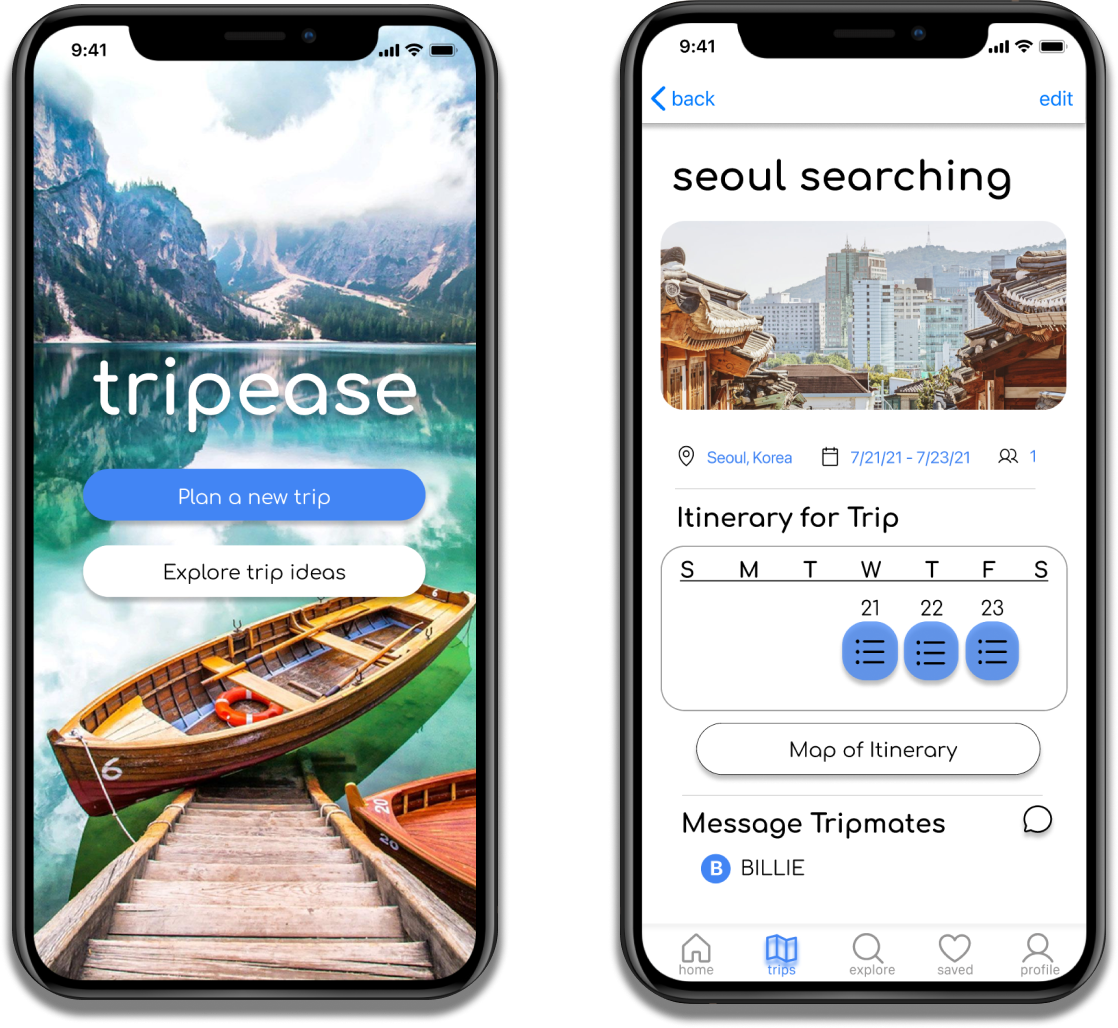 9:41
tripease
Plan a new trip
Explore trip ideas
6
6
20
20
9:41
back
edit
seoul searching
Seoul, Korea
7/21/21 - 7/23/21
1
Itinerary for Trip
S M T W T F S
21 22 23
Map of Itinerary
Message Tripmates
B BILLIE
home trips explore saved profile